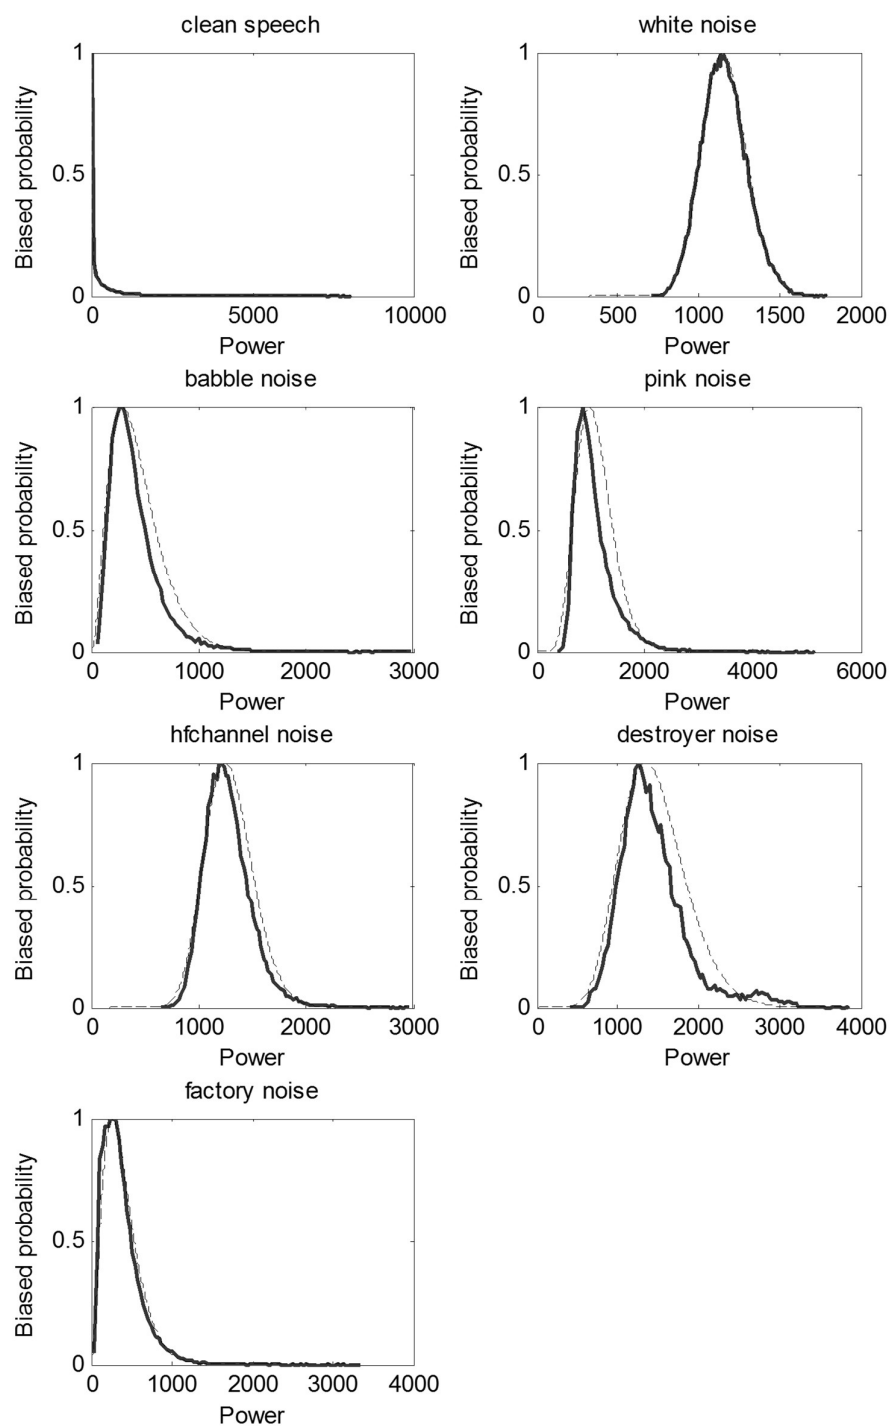 clean speech
1
0.5
0
Biased probability
0 5000 10000
Power
white noise
1
0.5
0
Biased probability
0 500 1000 1500 2000
Power
babble noise
1
0.5
0
Biased probability
0 1000 2000 3000
Power
pink noise
1
0.5
0
Biased probability
0 2000 4000 6000
Power
hfchannel noise
1
0.5
0
Biased probability
0 1000 2000 3000
Power
destroyer noise
1
0.5
0
Biased probability
0 1000 2000 3000 4000
Power
factory noise
1
0.5
0
Biased probability
0 1000 2000 3000 4000
Power